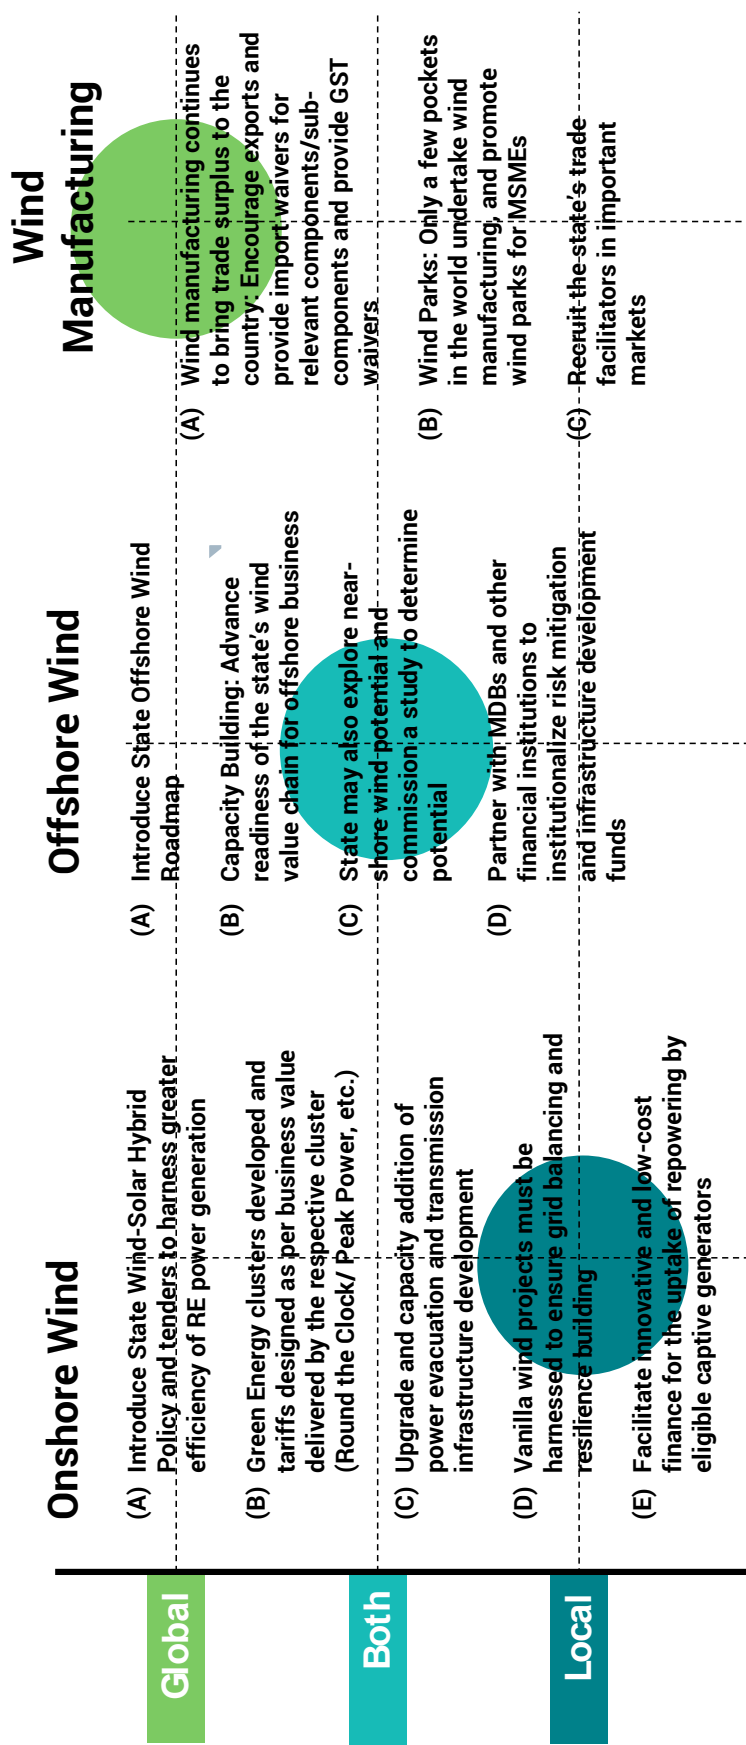 Onshore Wind
(A) Introduce State Wind-Solar Hybrid
Policy and tenders to harness greater
efficiency of RE power generation
(B) Green Energy clusters developed and
tariffs designed as per business value
delivered by the respective cluster
(Round the Clock/ Peak Power, etc.)
(C) Upgrade and capacity addition of
power evacuation and transmission
infrastructure development
(D) Vanilla wind projects must be
harnessed to ensure grid balancing and
resilience building
(E) Facilitate innovative and low-cost
finance for the uptake of repowering by
eligible captive generators
Offshore Wind
(A) Introduce State Offshore Wind
Roadmap
(B) Capacity Building: Advance
readiness of the state's wind
value chain for offshore business
(C) State may also explore near-
shore wind potential and
commission a study to determine
potential
(D) Partner with MDBs and other
financial institutions to
institutionalize risk mitigation
and infrastructure development
funds
Wind
Manufacturing
(A) Wind manufacturing continues
to bring trade surplus to the
country: Encourage exports and
provide import waivers for
relevant components/sub-
components and provide GST
waivers
(B) Wind Parks: Only a few pockets
in the world undertake wind
manufacturing, and promote
wind parks for MSMEs
(C) Recruit the state's trade
facilitators in important
markets
Global
Both
Local